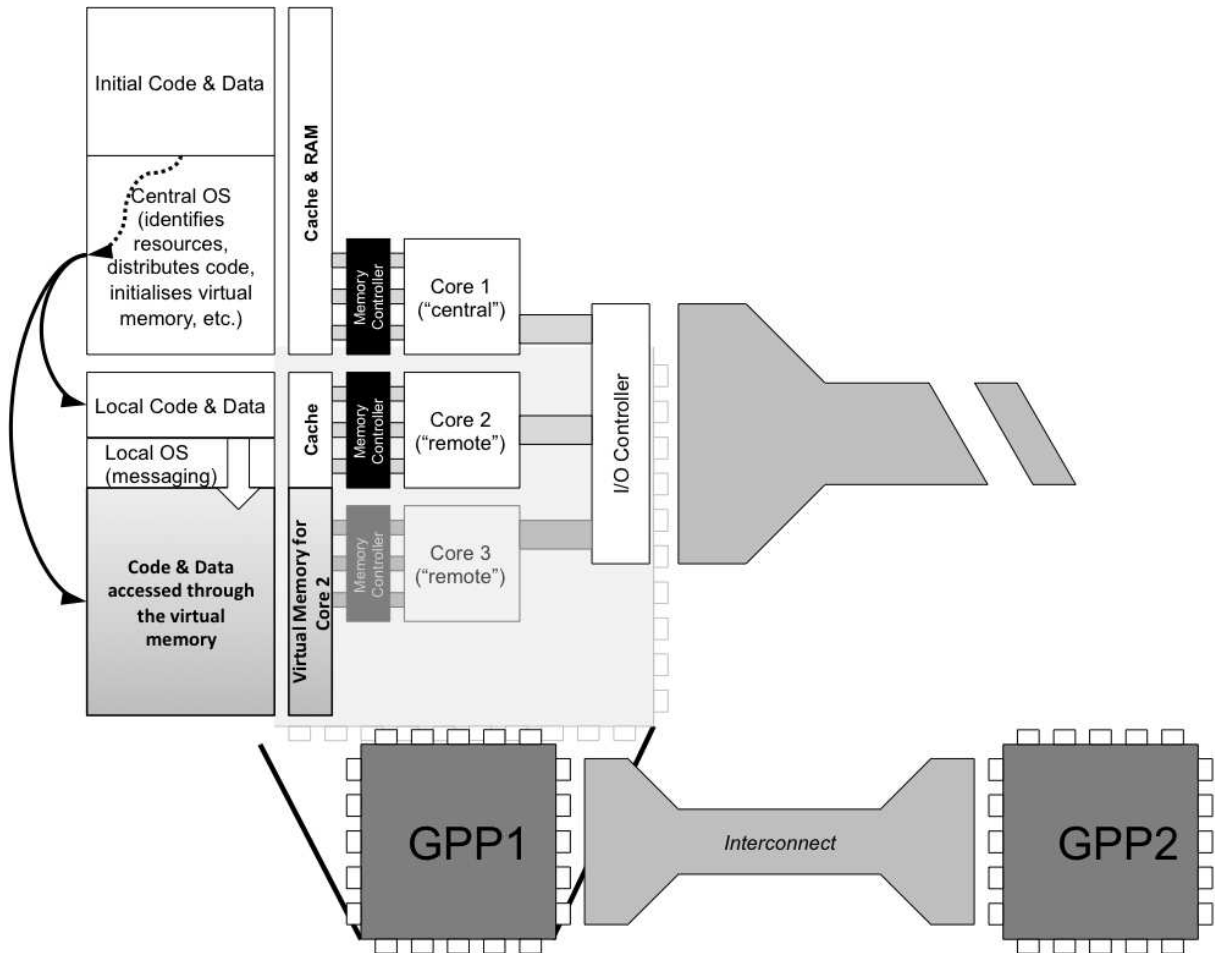 Initial Code & Data
Central OS
(identifies
resources,
distributes code,
initialises virtual
memory, etc.)
Cache & RAM
Memory
Controller
Core 1
(“central”)
I/O Controller
Local Code & Data
Local OS
(messaging)
Cache
Memory
Controller
Core 2
(“remote”)
Code & Data
accessed through
the virtual
memory
Virtual Memory for
Core 2
Memory
Controller
Core 3
(“remote”)
GPP1
Interconnect
GPP2